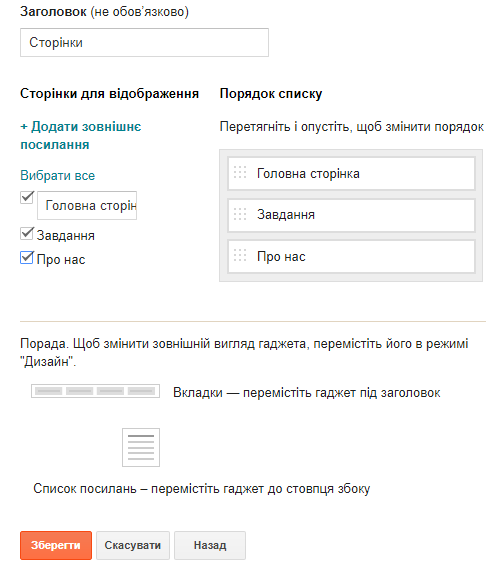 Заголовок (не обов'язково)
Сторінки
Сторінки для відображення
+ Додати зовнішнє
посилання
Вибрати все
Головна сторін
Завдання
Про нас
Порядок списку
Перетягніть і опустіть, щоб змінити порядок
Головна сторінка
Завдання
Про нас
Порада. Щоб змінити зовнішній вигляд гаджета, перемістіть його в режимі
"Дизайн".
Вкладки — перемістіть гаджет під заголовок
Список посилань – перемістіть гаджет до стовпця збоку
Зберегти
Скасувати
Назад